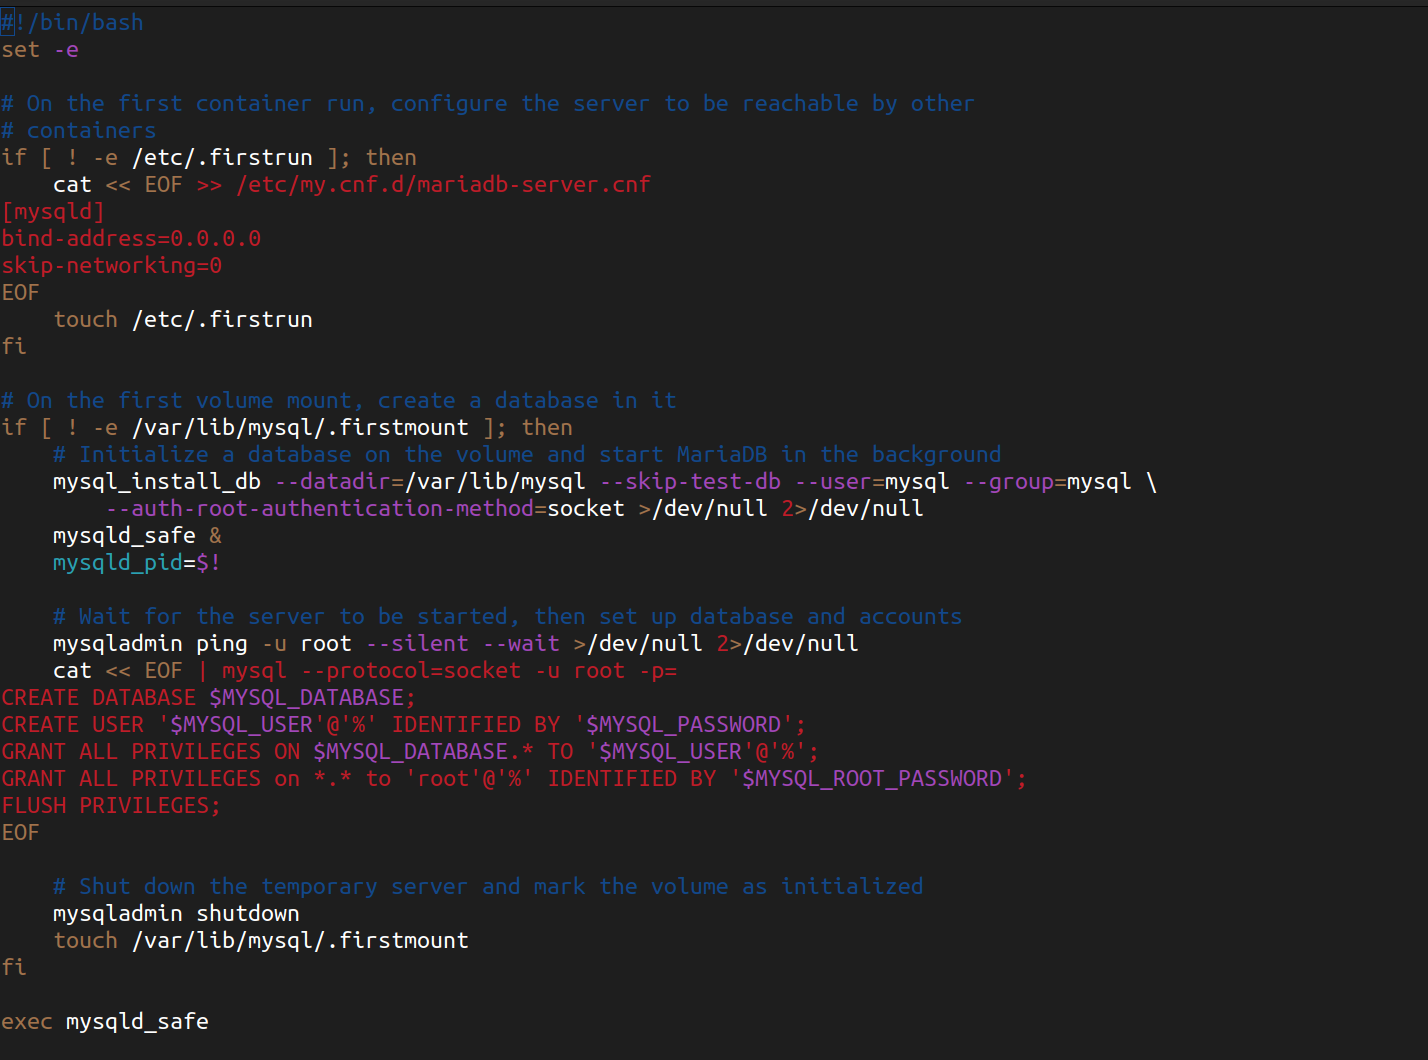 #!/bin/bash
set -e

# On the first container run, configure the server to be reachable by other
# containers
if [ ! -e /etc/.firstrun ]; then
    cat << EOF >> /etc/my.cnf.d/mariadb-server.cnf
[mysqld]
bind-address=0.0.0.0
skip-networking=0
EOF
    touch /etc/.firstrun
fi

# On the first volume mount, create a database in it
if [ ! -e /var/lib/mysql/.firstmount ]; then
    # Initialize a database on the volume and start MariaDB in the background
    mysql_install_db --datadir=/var/lib/mysql --skip-test-db --user=mysql --group=mysql \
        --auth-root-authentication-method=socket >/dev/null 2>/dev/null
    mysqld_safe &
    mysqld_pid=$!

    # Wait for the server to be started, then set up database and accounts
    mysqladmin ping -u root --silent --wait >/dev/null 2>/dev/null
    cat << EOF | mysql --protocol=socket -u root -p=
CREATE DATABASE $MYSQL_DATABASE;
CREATE USER '$MYSQL_USER'@'%' IDENTIFIED BY '$MYSQL_PASSWORD';
GRANT ALL PRIVILEGES ON $MYSQL_DATABASE.* TO '$MYSQL_USER'@'%';
GRANT ALL PRIVILEGES on *.* to 'root'@'%' IDENTIFIED BY '$MYSQL_ROOT_PASSWORD';
FLUSH PRIVILEGES;
EOF

    # Shut down the temporary server and mark the volume as initialized
    mysqladmin shutdown
    touch /var/lib/mysql/.firstmount
fi

exec mysqld_safe